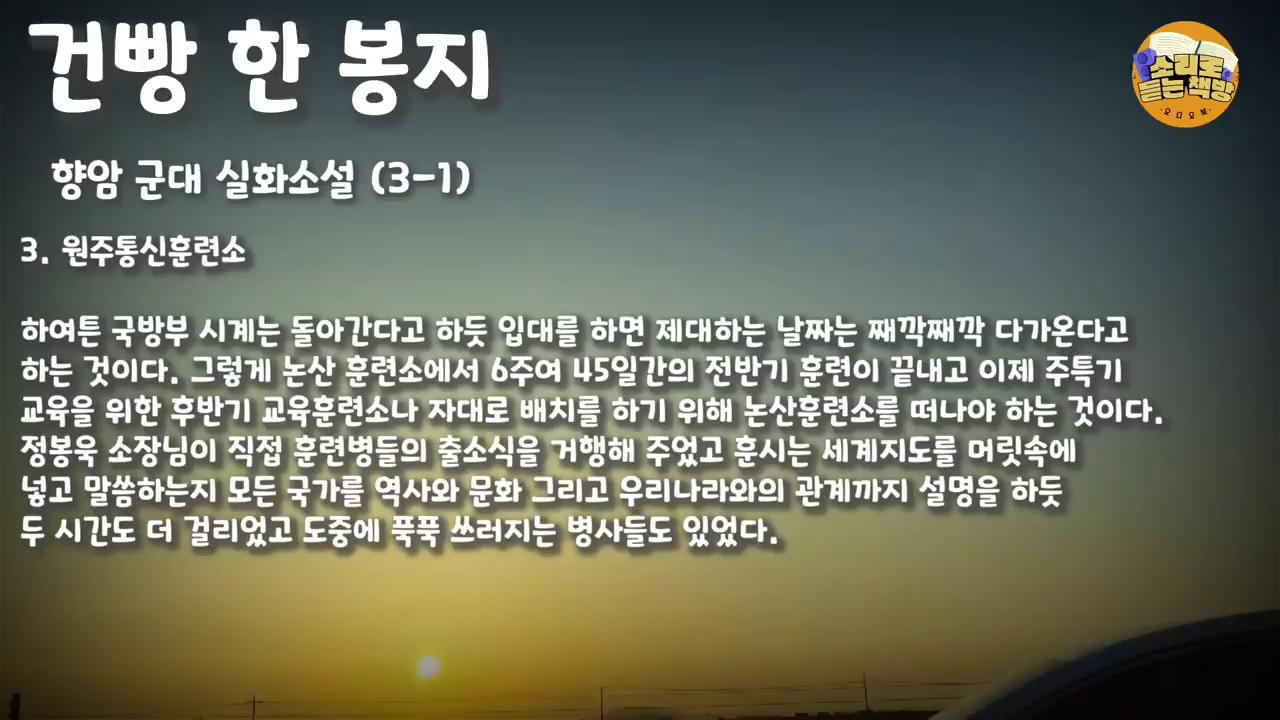 건빵 한 봉지
소리로
듣는 책방
·오디오북·
향암 군대 실화소설 (3-1)
3. 원주통신훈련소
하여튼 국방부 시계는 돌아간다고 하듯 입대를 하면 제대하는 날짜는 째깍째깍 다가온다고
하는 것이다. 그렇게 논산 훈련소에서 6주여 45일간의 전반기 훈련이 끝내고 이제 주특기
교육을 위한 후반기 교육훈련소나 자대로 배치를 하기 위해 논산훈련소를 떠나야 하는 것이다.
정봉욱 소장님이 직접 훈련병들의 출소식을 거행해 주었고 훈시는 세계지도를 머릿속에
넣고 말씀하는지 모든 국가를 역사와 문화 그리고 우리나라와의 관계까지 설명을 하듯
두 시간도 더 걸리었고 도중에 푹푹 쓰러지는 병사들도 있었다.